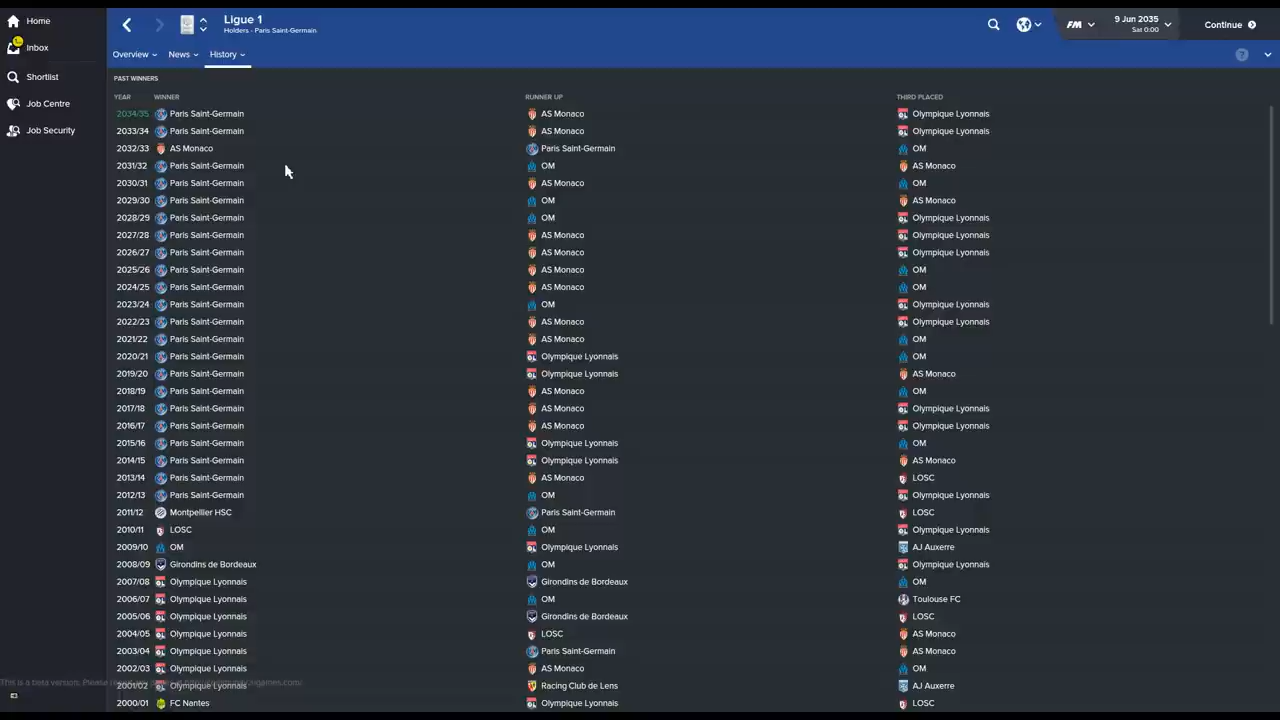 Home
Inbox
Shortlist
Job Centre
Job Security
Ligue 1
Holders - Paris Saint-Germain
FM
9 Jun 2035
Sat 0:00
Continue
Overview News History
PAST WINNERS
YEAR WINNER RUNNER UP THIRD PLACED
2034/35 Paris Saint-Germain AS Monaco Olympique Lyonnais
2033/34 Paris Saint-Germain AS Monaco Olympique Lyonnais
2032/33 AS Monaco Paris Saint-Germain OM
2031/32 Paris Saint-Germain OM AS Monaco
2030/31 Paris Saint-Germain AS Monaco OM
2029/30 Paris Saint-Germain OM AS Monaco
2028/29 Paris Saint-Germain OM Olympique Lyonnais
2027/28 Paris Saint-Germain AS Monaco Olympique Lyonnais
2026/27 Paris Saint-Germain AS Monaco Olympique Lyonnais
2025/26 Paris Saint-Germain AS Monaco OM
2024/25 Paris Saint-Germain AS Monaco OM
2023/24 Paris Saint-Germain OM Olympique Lyonnais
2022/23 Paris Saint-Germain AS Monaco Olympique Lyonnais
2021/22 Paris Saint-Germain AS Monaco OM
2020/21 Paris Saint-Germain Olympique Lyonnais OM
2019/20 Paris Saint-Germain Olympique Lyonnais AS Monaco
2018/19 Paris Saint-Germain AS Monaco OM
2017/18 Paris Saint-Germain AS Monaco Olympique Lyonnais
2016/17 Paris Saint-Germain AS Monaco Olympique Lyonnais
2015/16 Paris Saint-Germain Olympique Lyonnais OM
2014/15 Paris Saint-Germain Olympique Lyonnais AS Monaco
2013/14 Paris Saint-Germain AS Monaco LOSC
2012/13 Paris Saint-Germain OM Olympique Lyonnais
2011/12 Montpellier HSC Paris Saint-Germain LOSC
2010/11 LOSC OM Olympique Lyonnais
2009/10 OM Olympique Lyonnais AJ Auxerre
2008/09 Girondins de Bordeaux OM Olympique Lyonnais
2007/08 Olympique Lyonnais Girondins de Bordeaux OM
2006/07 Olympique Lyonnais OM Toulouse FC
2005/06 Olympique Lyonnais Girondins de Bordeaux LOSC
2004/05 Olympique Lyonnais LOSC AS Monaco
2003/04 Olympique Lyonnais Paris Saint-Germain AS Monaco
2002/03 Olympique Lyonnais AS Monaco OM
This is a beta version. Please
2001/02 Olympique Lyonnais Racing Club de Lens AJ Auxerre
2000/01 FC Nantes Olympique Lyonnais LOSC